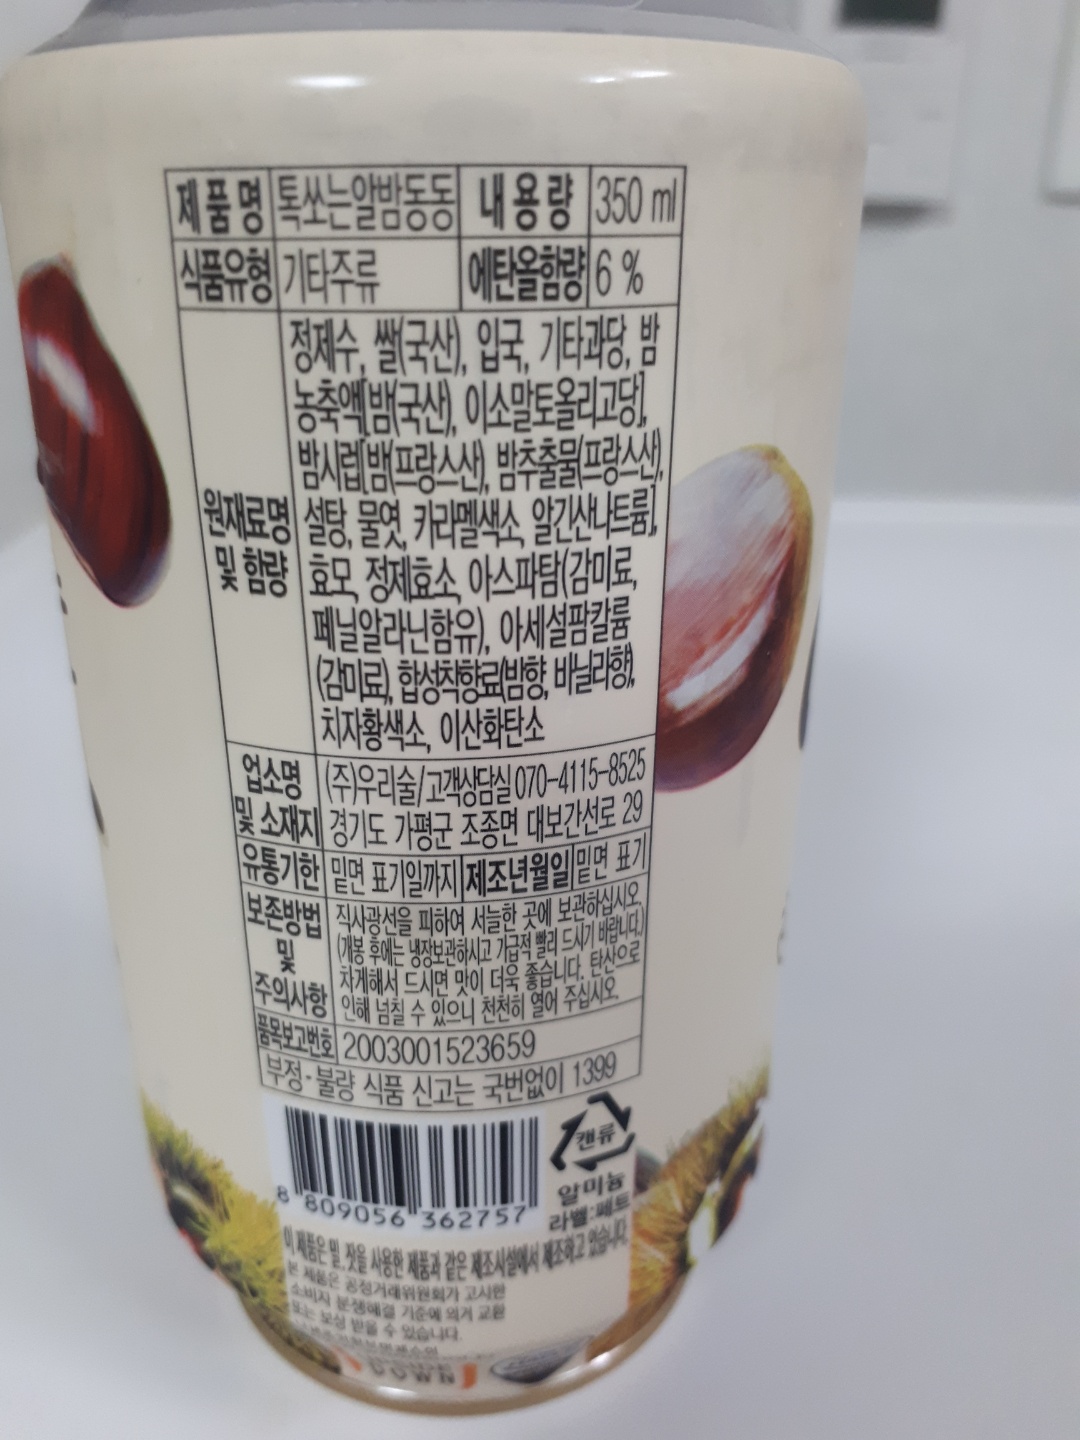 제품명 톡쏘는알밤동동 내용량 350 ml
식품유형 기타주류 에탄올함량 6 %
원재료명 및 함량
정제수, 쌀(국산), 입국, 기타과당, 밤
농축액[밤(국산), 이소말토올리고당],
밤시럽[밤(프랑스산), 밤추출물(프랑스산),
설탕, 물엿, 카라멜색소, 알긴산나트륨],
효모, 정제효소, 아스파탐(감미료,
페닐알라닌함유), 아세설팜칼륨
(감미료), 합성착향료(밤향, 바닐라향),
치자황색소, 이산화탄소
업소명 및 소재지
(주)우리술/고객상담실 070-4115-8525
경기도 가평군 조종면 대보간선로 29
유통기한 밑면 표기일까지 제조년월일 밑면 표기
보존방법 및 주의사항
직사광선을 피하여 서늘한 곳에 보관하십시오.
(개봉 후에는 냉장보관하시고 가급적 빨리 드시기 바랍니다.)
차게해서 드시면 맛이 더욱 좋습니다. 탄산으로
인해 넘칠 수 있으니 천천히 열어 주십시오.
품목보고번호 2003001523659
부정·불량 식품 신고는 국번없이 1399
캔류
알미늄
라벨:페트
8 809056 362757
이 제품은 밀, 잣을 사용한 제품과 같은 제조시설에서 제조하고 있습니다.
본 제품은 공정거래위원회가 고시한
소비자 분쟁해결 기준에 의거 교환
또는 보상 받을 수 있습니다.